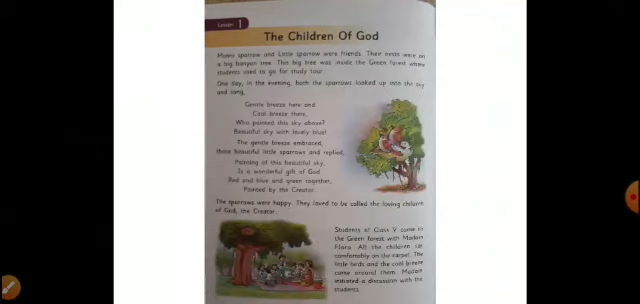 Lesson 1
The Children Of God
Moani sparrow and Little sparrow were friends. Their nests were on
a big banyan tree. This big tree was inside the Green forest where
students used to go for study tour.
One day, in the evening, both the sparrows looked up into the sky
and sang,
Gentle breeze here and
Cool breeze there,
Who painted this sky above?
Beautiful sky with lovely blue!
The gentle breeze embraced,
those beautiful little sparrows and replied,
Painting of this beautiful sky,
Is a wonderful gift of God
Red and blue and green together,
Painted by the Creator.
The sparrows were happy. They loved to be called the loving children
of God, the Creator.
Students of Class V came to
the Green forest with Madam
Flora. All the children sat
comfortably on the carpet. The
little birds and the cool breeze
came around them. Madam
initiated a discussion with the
students.